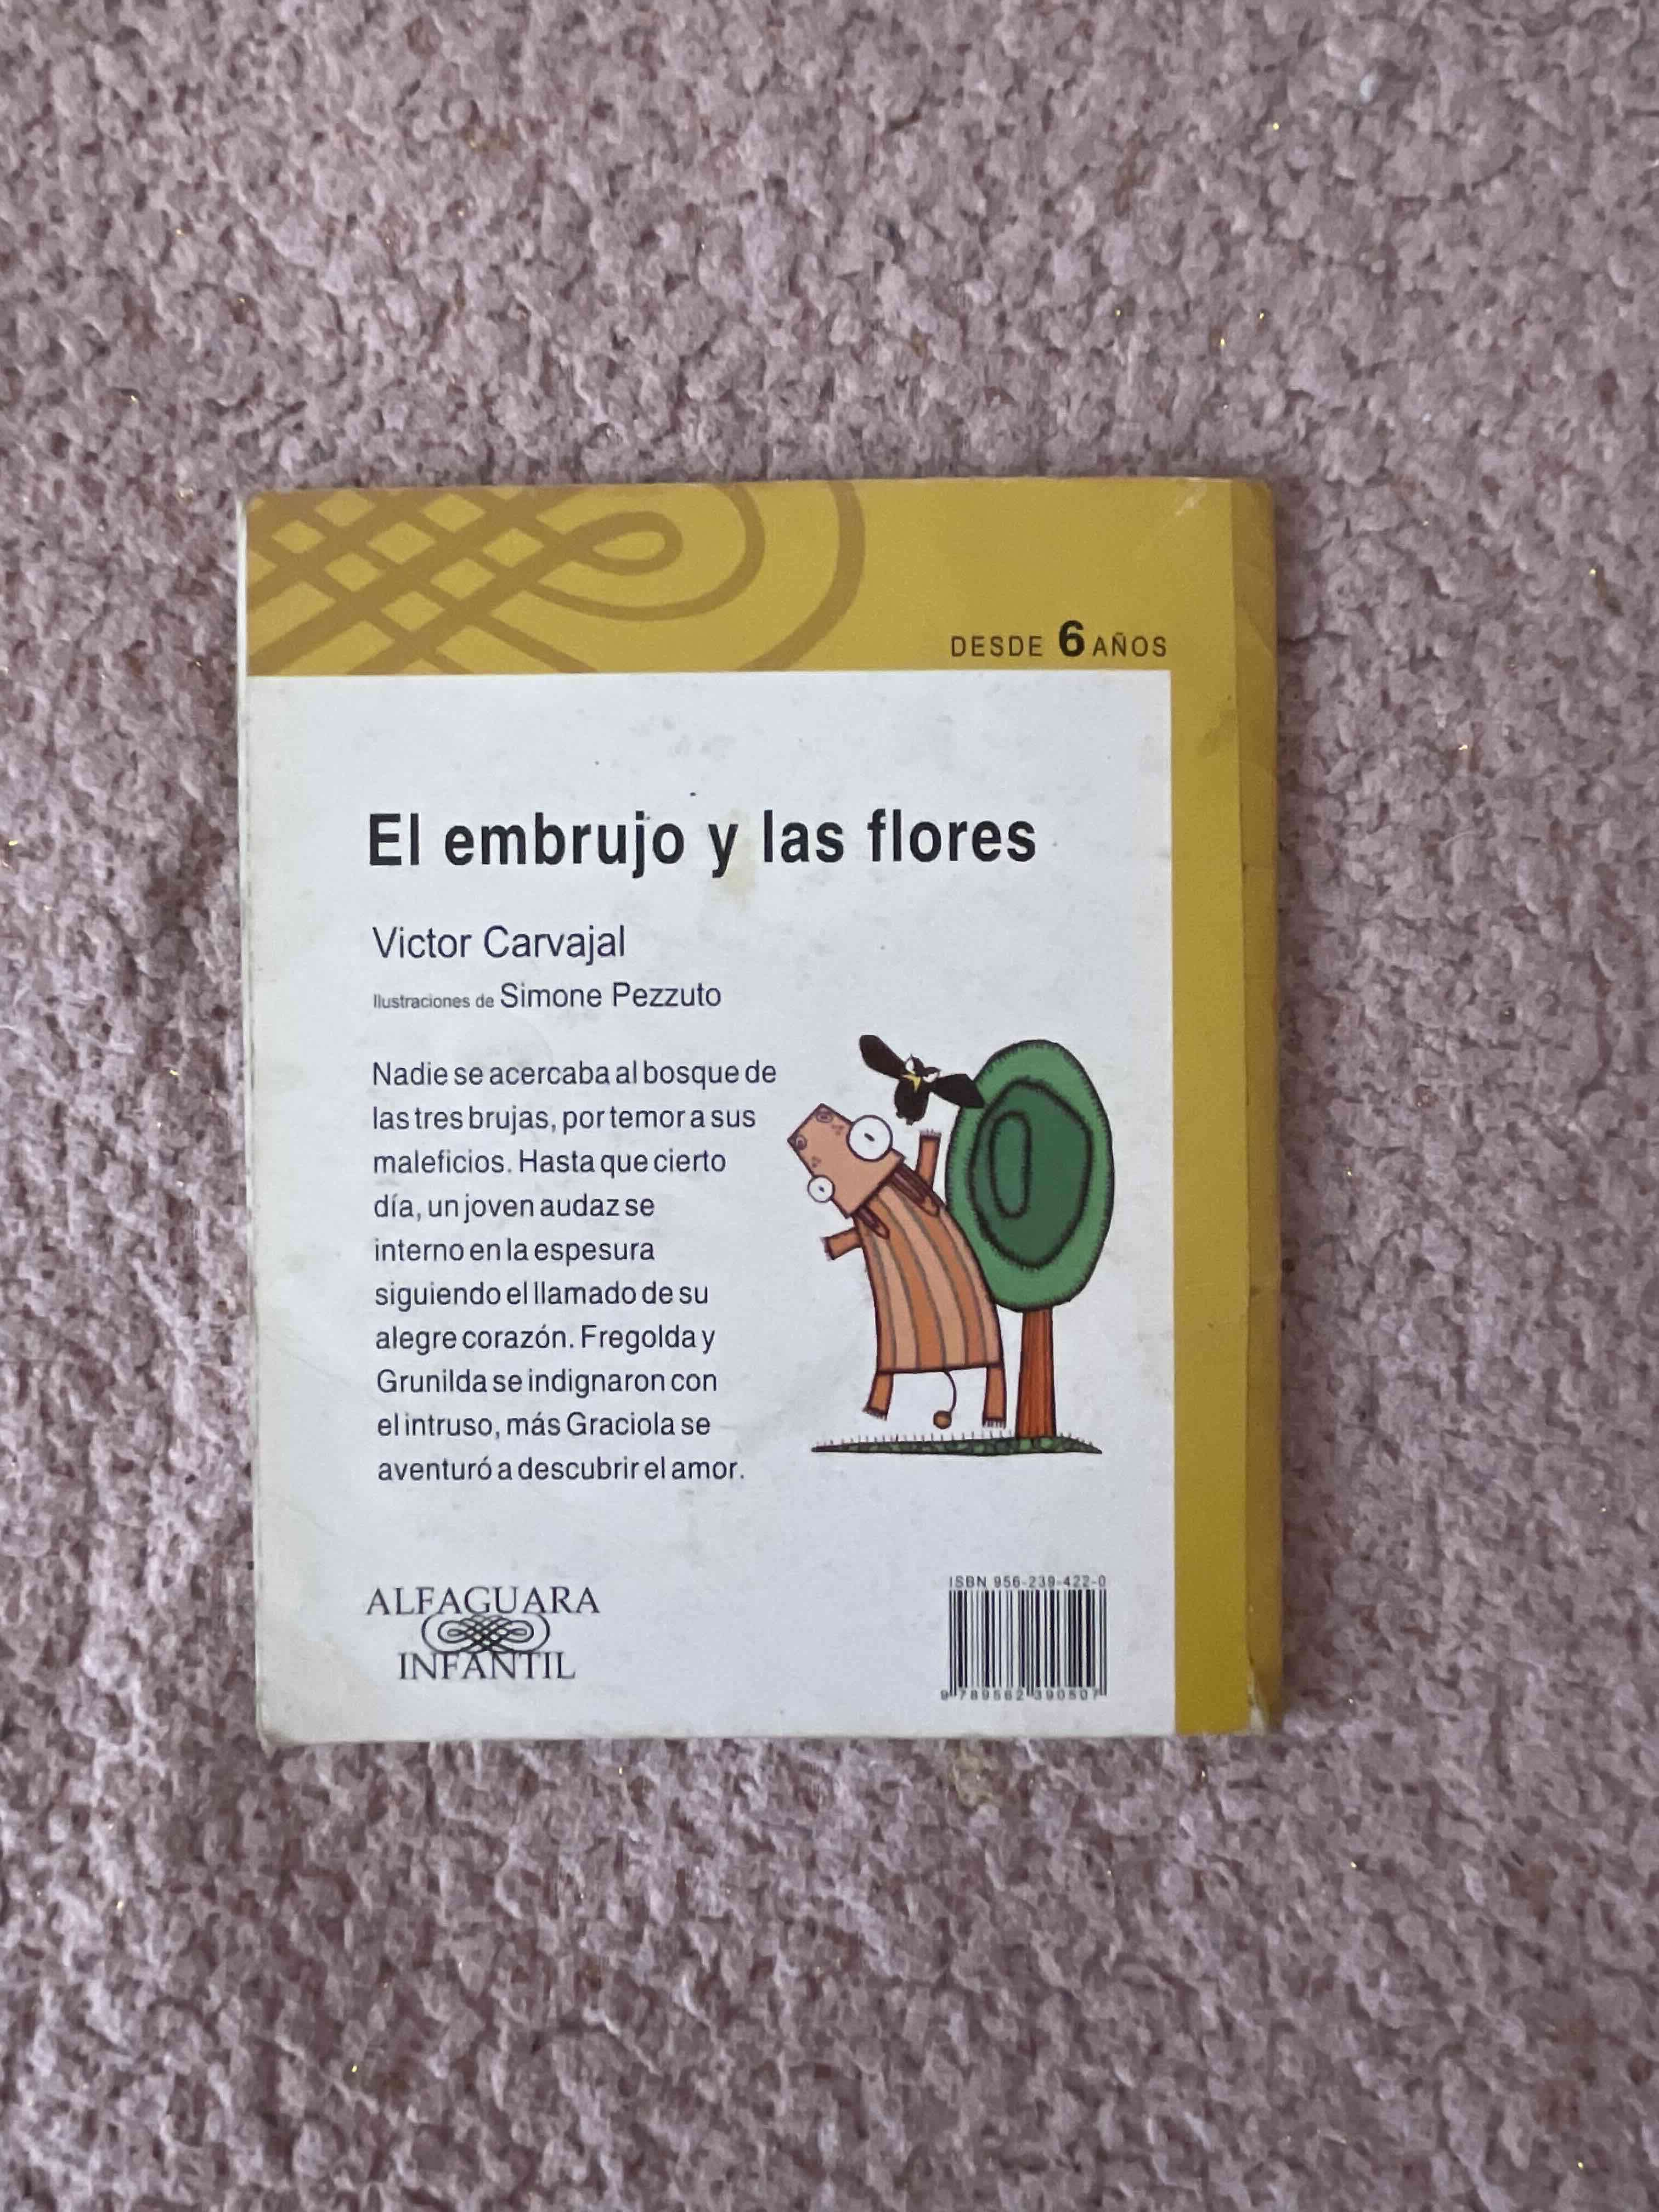 DESDE 6 AÑOS
El embrujo y las flores
Victor Carvajal
Ilustraciones de Simone Pezzuto
Nadie se acercaba al bosque de
las tres brujas, por temor a sus
maleficios. Hasta que cierto
día, un joven audaz se
interno en la espesura
siguiendo el llamado de su
alegre corazón. Fregolda y
Grunilda se indignaron con
el intruso, más Graciola se
aventuró a descubrir el amor.
ALFAGUARA
INFANTIL
ISBN 956-239-422-0
9 789562 390507